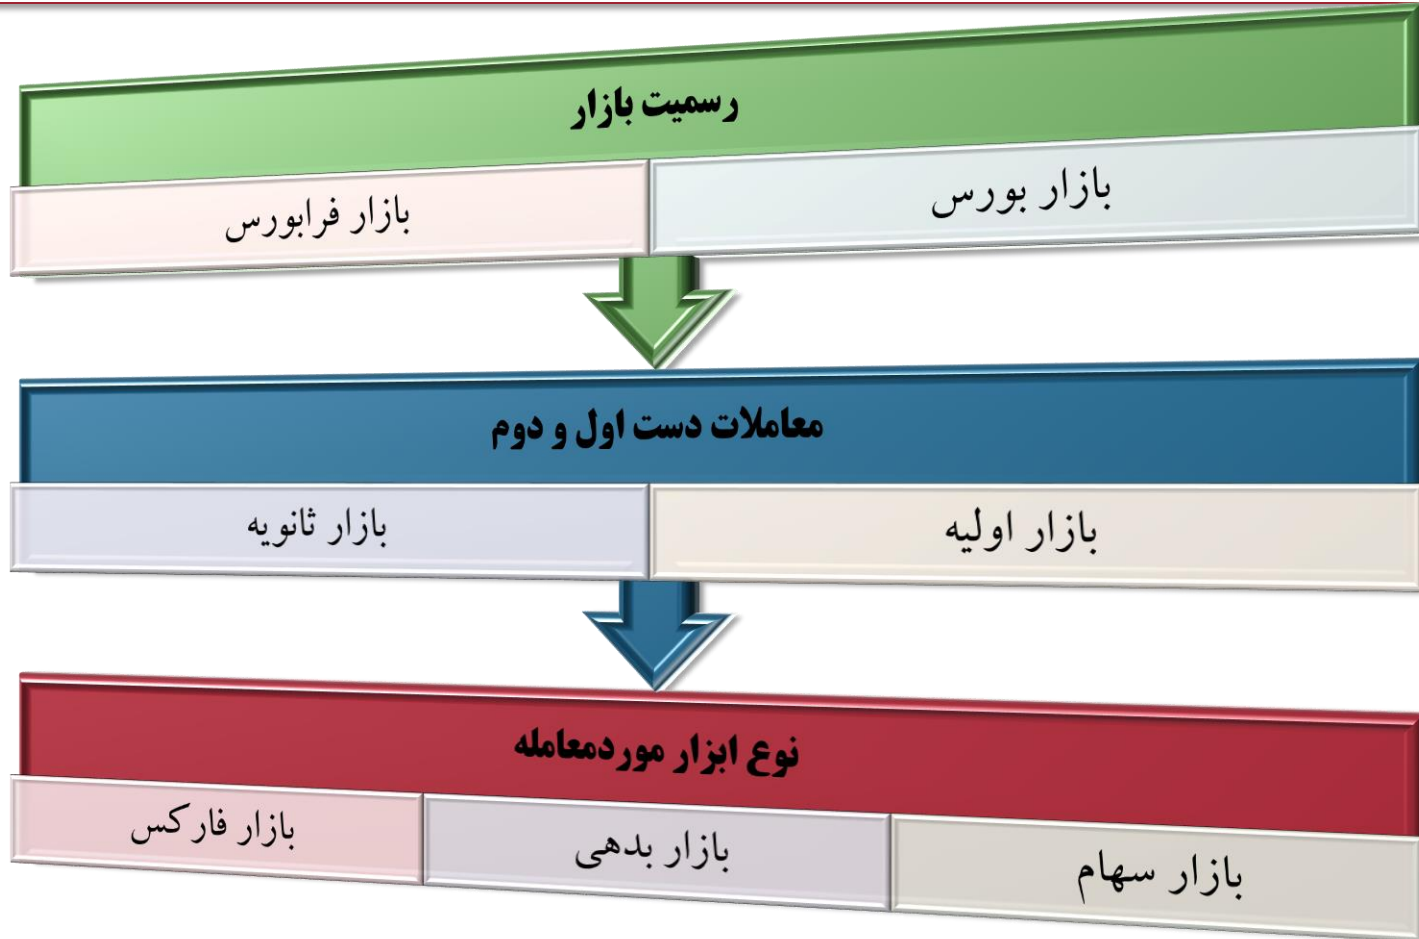 رسمیت بازار
بازار بورس
بازار فرابورس
معاملات دست اول و دوم
بازار اولیه
بازار ثانویه
نوع ابزار موردمعامله
بازار سهام
بازار بدهی
بازار فارکس